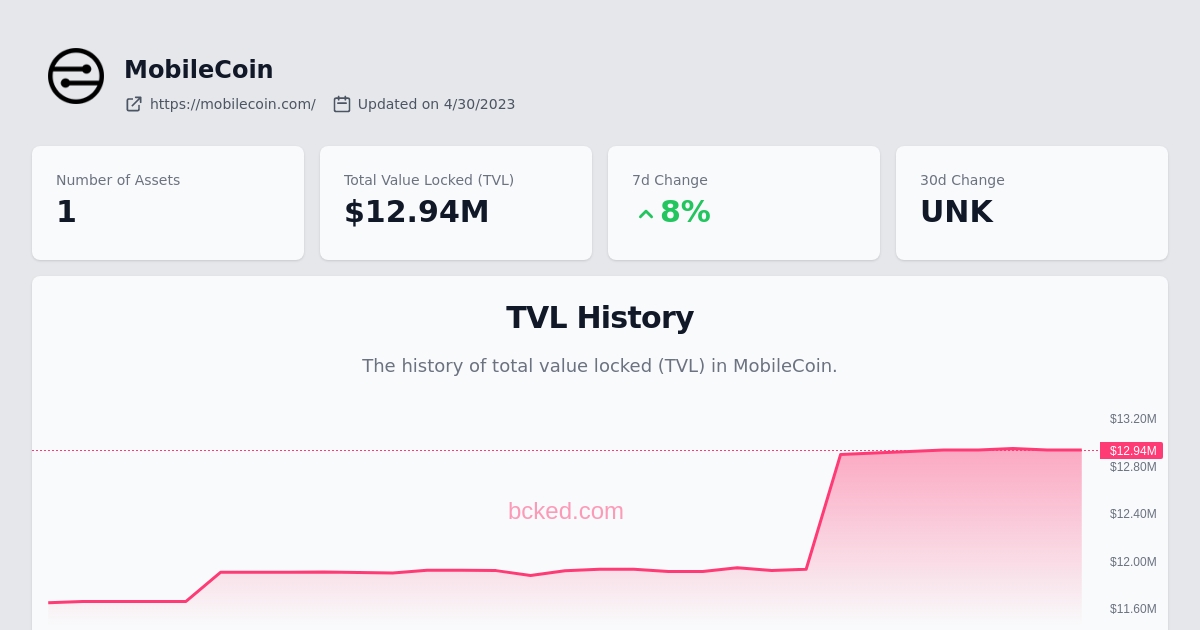 MobileCoin
https://mobilecoin.com/ Updated on 4/30/2023
Number of Assets
1
Total Value Locked (TVL)
$12.94M
7d Change
8%
30d Change
UNK
TVL History
The history of total value locked (TVL) in MobileCoin.
$13.20M
$12.94M
$12.80M
bcked.com
$12.40M
$12.00M
$11.60M